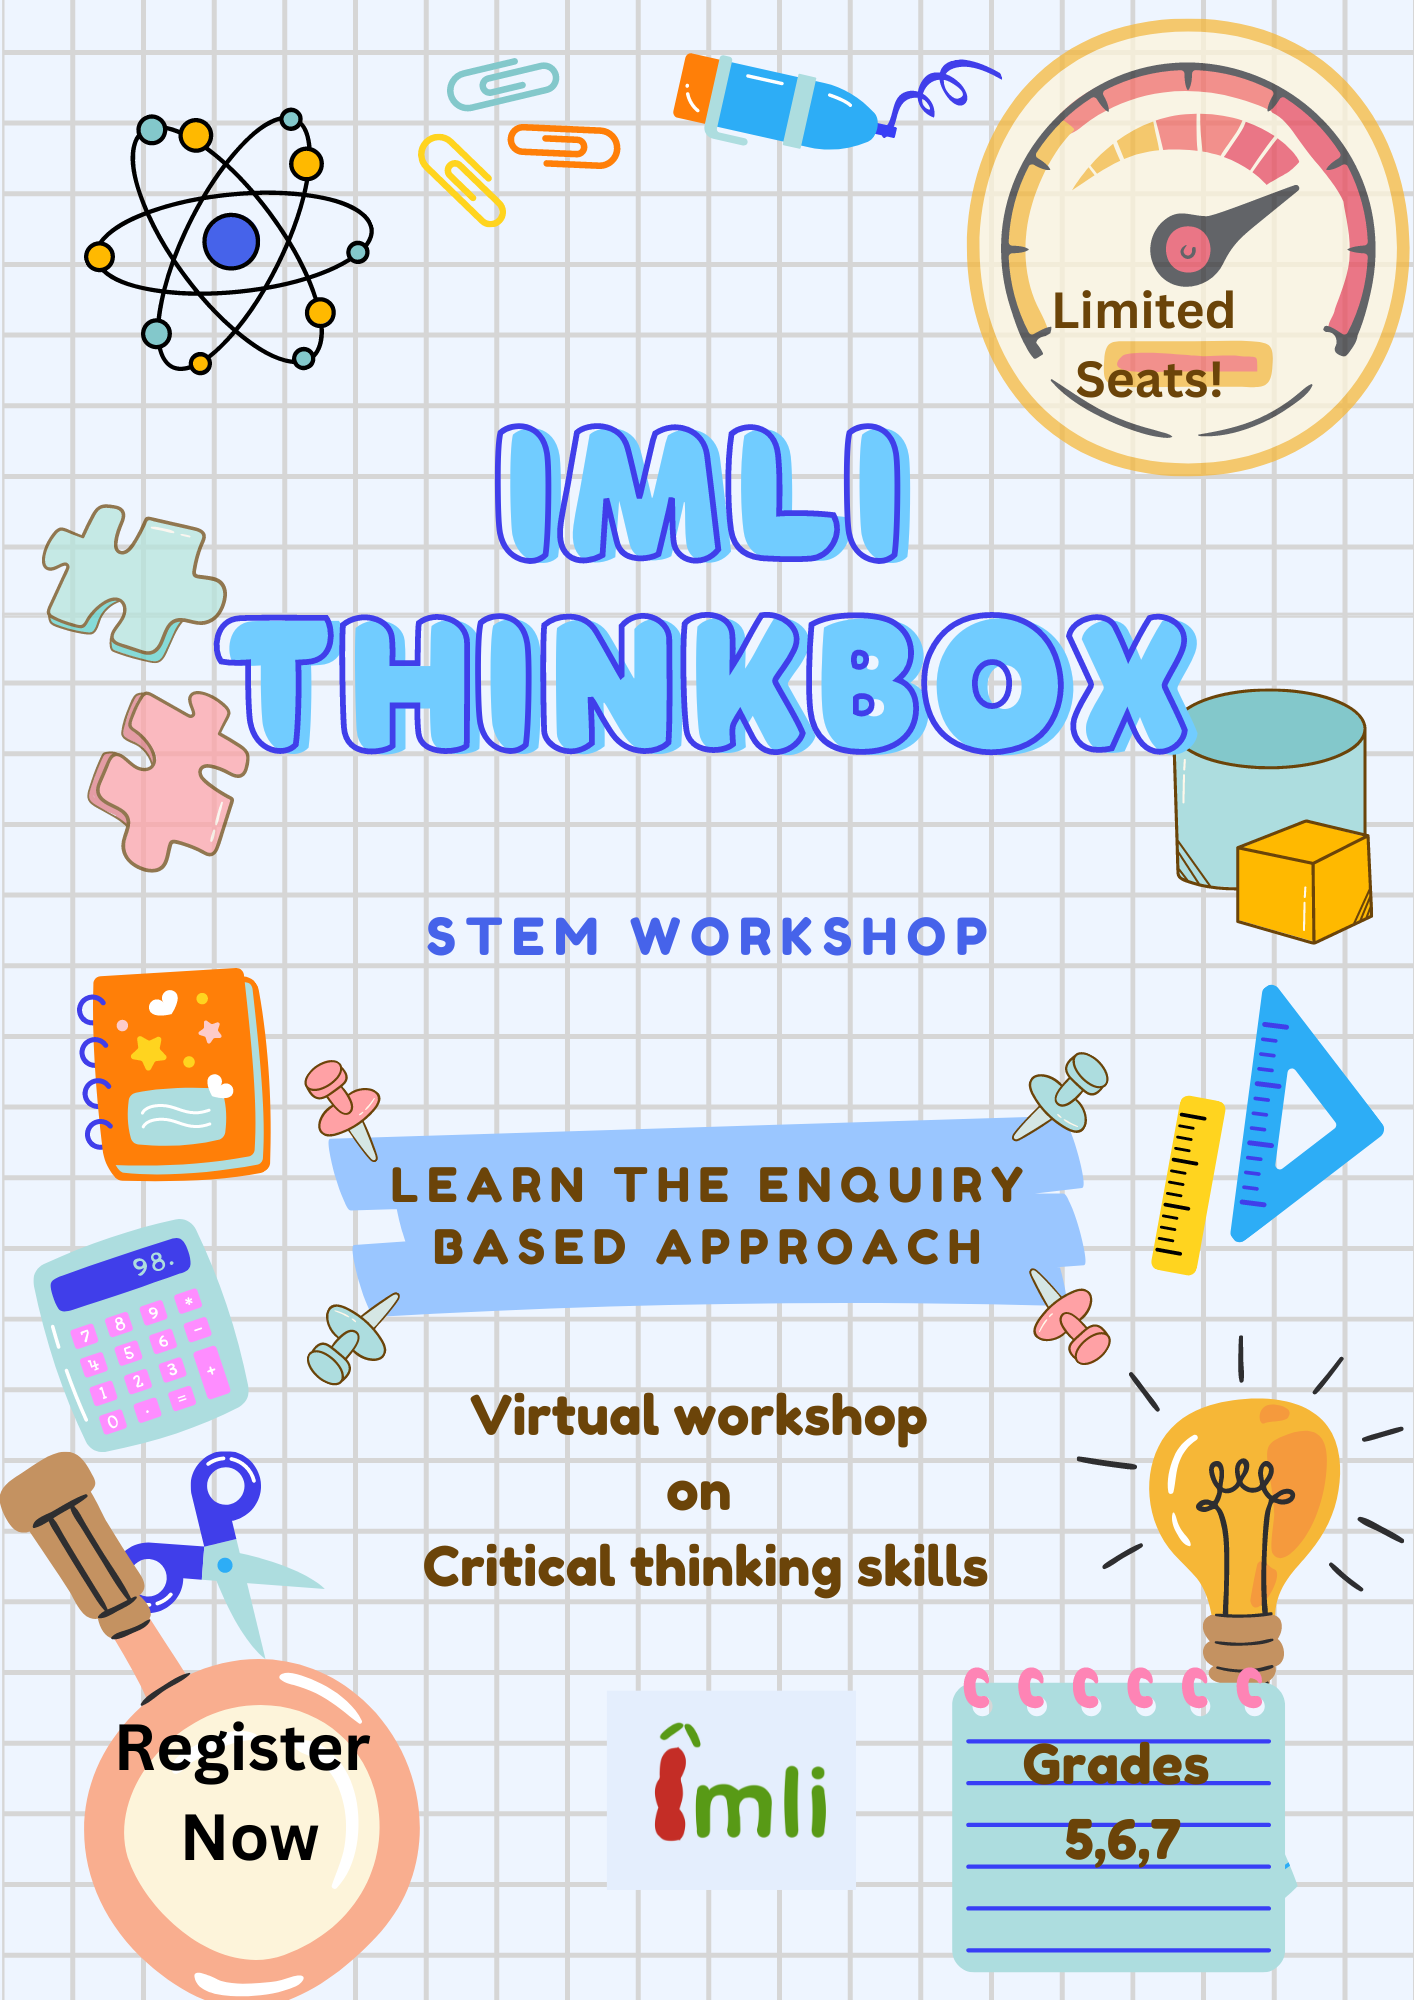 Limited
Seats!
IMLI
THINKBOX
STEM WORKSHOP
LEARN THE ENQUIRY
BASED APPROACH
98.
7 8 9 *
4 5 6 -
1 2 3 +
0 . =
Virtual workshop
on
Critical thinking skills
Register
Now
Îmli
Grades
5,6,7